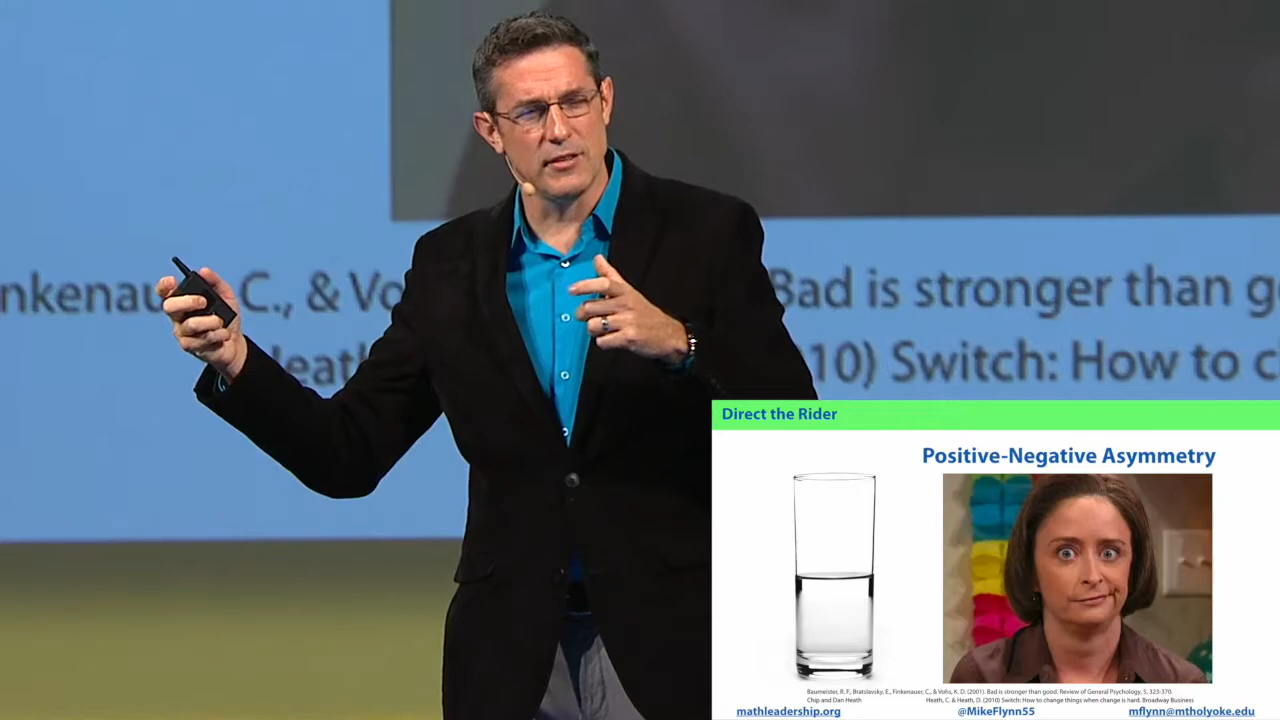 nkenau C., & Vo Bad is stronger than g
Heath 10) Switch: How to c
Direct the Rider
Positive-Negative Asymmetry
Baumeister, R. F., Bratslavsky, E., Finkenauer, C., & Vohs, K. D. (2001). Bad is stronger than good. Review of General Psychology, 5, 323-370.
Chip and Dan Heath Heath, C. & Heath, D. (2010) Switch: How to change things when change is hard. Broadway Business
mathleadership.org @MikeFlynn55 mflynn@mtholyoke.edu